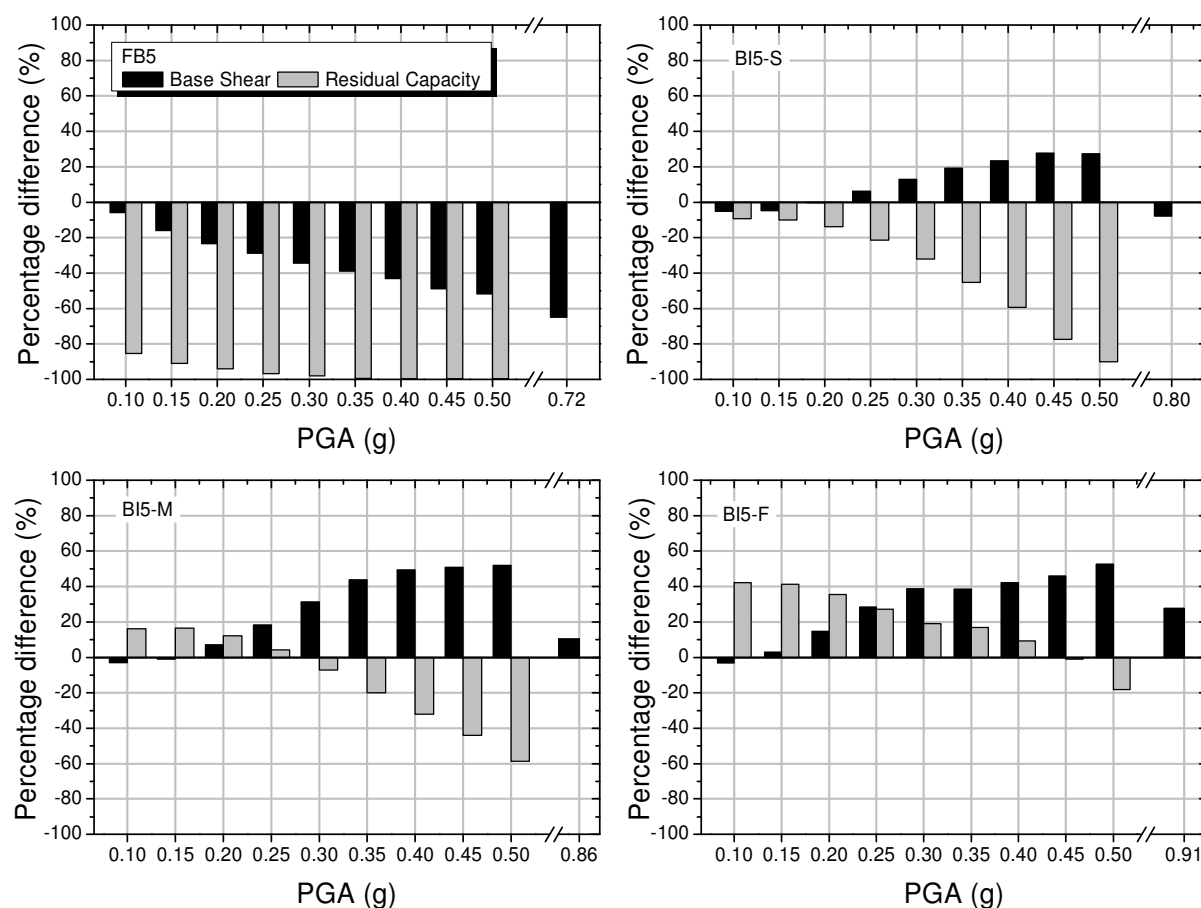 FB5
Base Shear Residual Capacity
Percentage difference (%)
100
80
60
40
20
0
-20
-40
-60
-80
-100
0.10 0.15 0.20 0.25 0.30 0.35 0.40 0.45 0.50 0.72
PGA (g)
BI5-S
Percentage difference (%)
100
80
60
40
20
0
-20
-40
-60
-80
-100
0.10 0.15 0.20 0.25 0.30 0.35 0.40 0.45 0.50 0.80
PGA (g)
BI5-M
Percentage difference (%)
100
80
60
40
20
0
-20
-40
-60
-80
-100
0.10 0.15 0.20 0.25 0.30 0.35 0.40 0.45 0.50 0.86
PGA (g)
BI5-F
Percentage difference (%)
100
80
60
40
20
0
-20
-40
-60
-80
-100
0.10 0.15 0.20 0.25 0.30 0.35 0.40 0.45 0.50 0.91
PGA (g)